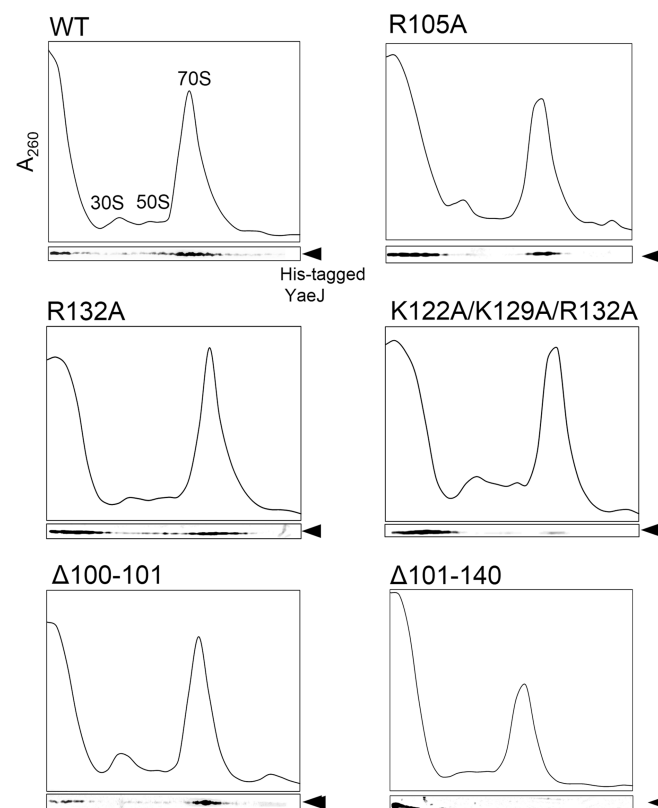 WT
R105A
A260
70S
30S 50S
His-tagged
YaeJ
R132A
K122A/K129A/R132A
Δ100-101
Δ101-140